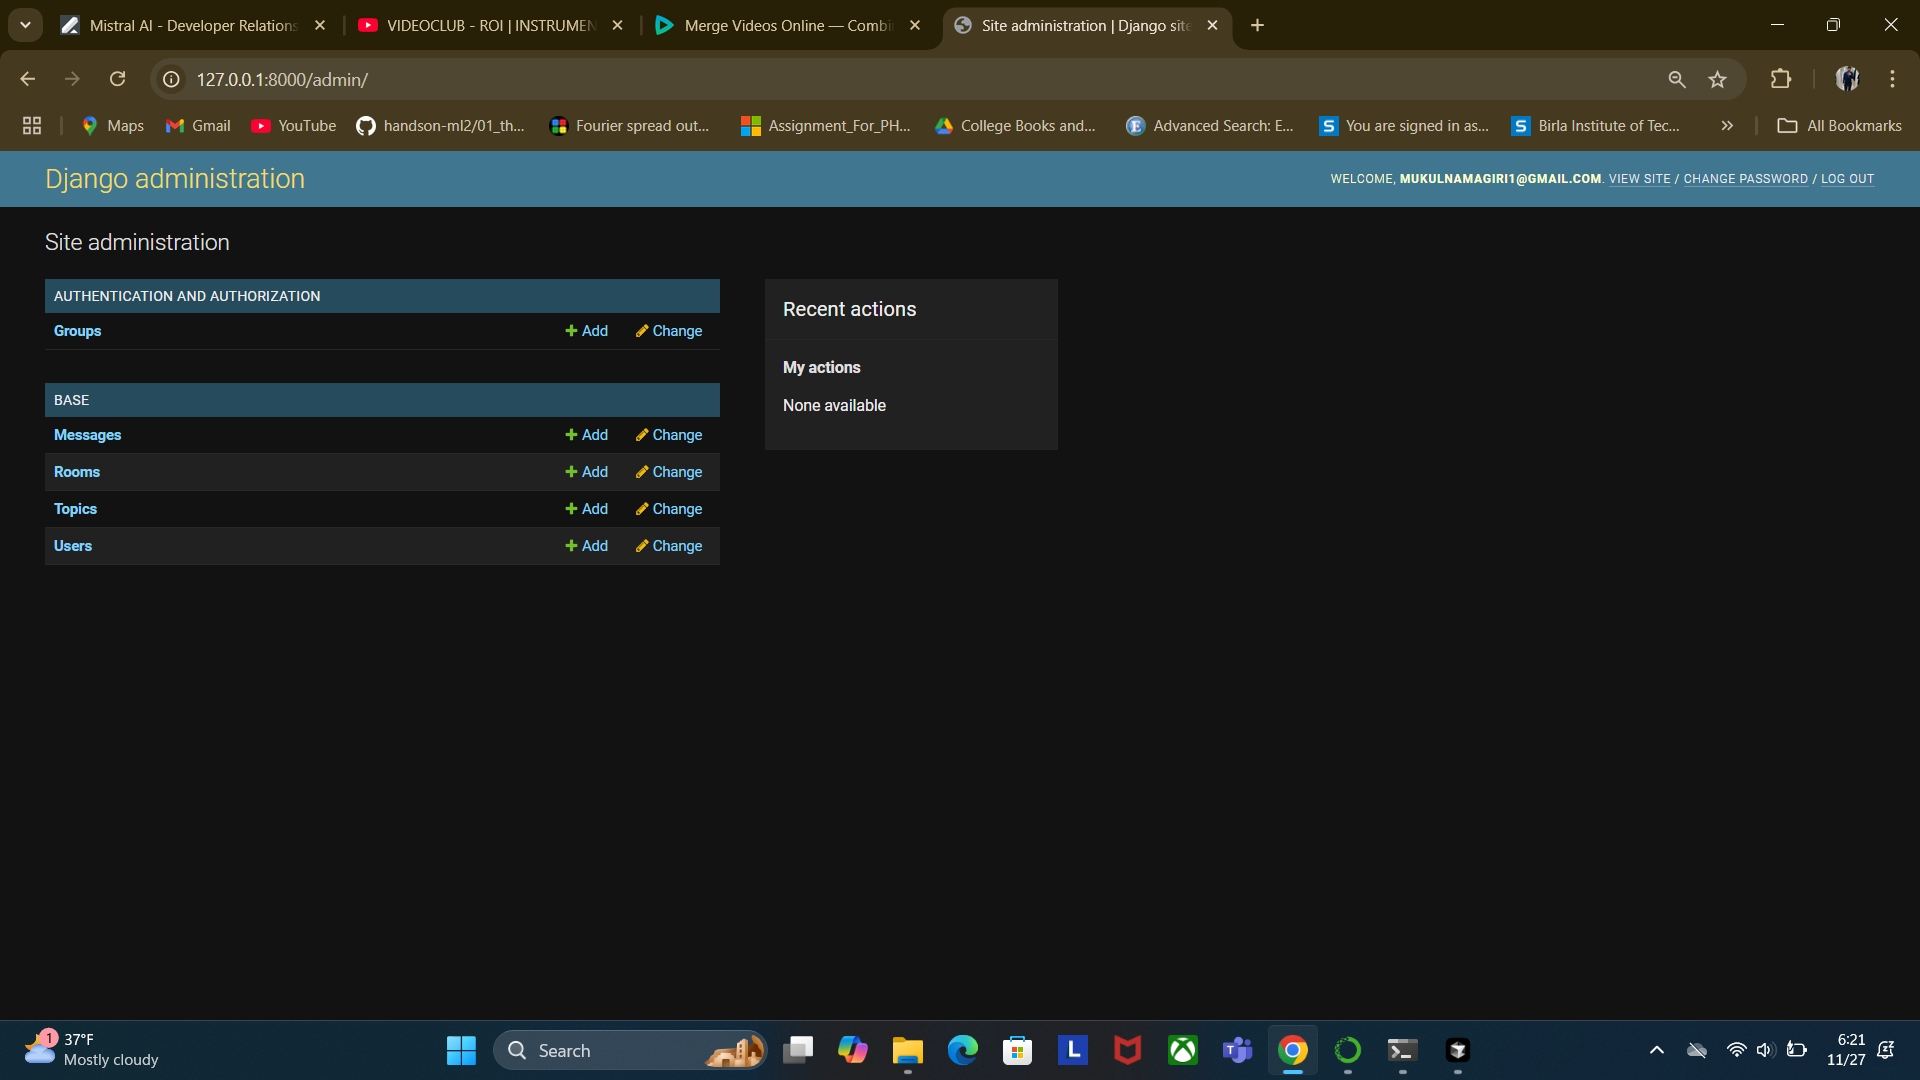 Mistral AI - Developer Relations
VIDEOCLUB - ROI | INSTRUMEN
Merge Videos Online — Combi
Site administration | Django site
127.0.0.1:8000/admin/
Maps
Gmail
YouTube
handson-ml2/01_th...
Fourier spread out...
Assignment_For_PH...
College Books and...
Advanced Search: E...
You are signed in as...
Birla Institute of Tec...
All Bookmarks
Django administration
WELCOME, MUKULNAMAGIRI1@GMAIL.COM. VIEW SITE / CHANGE PASSWORD / LOG OUT
Site administration
AUTHENTICATION AND AUTHORIZATION
Groups Add Change
BASE
Messages Add Change
Rooms Add Change
Topics Add Change
Users Add Change
Recent actions
My actions
None available
1
37°F
Mostly cloudy
Search
L
T
6:21
11/27